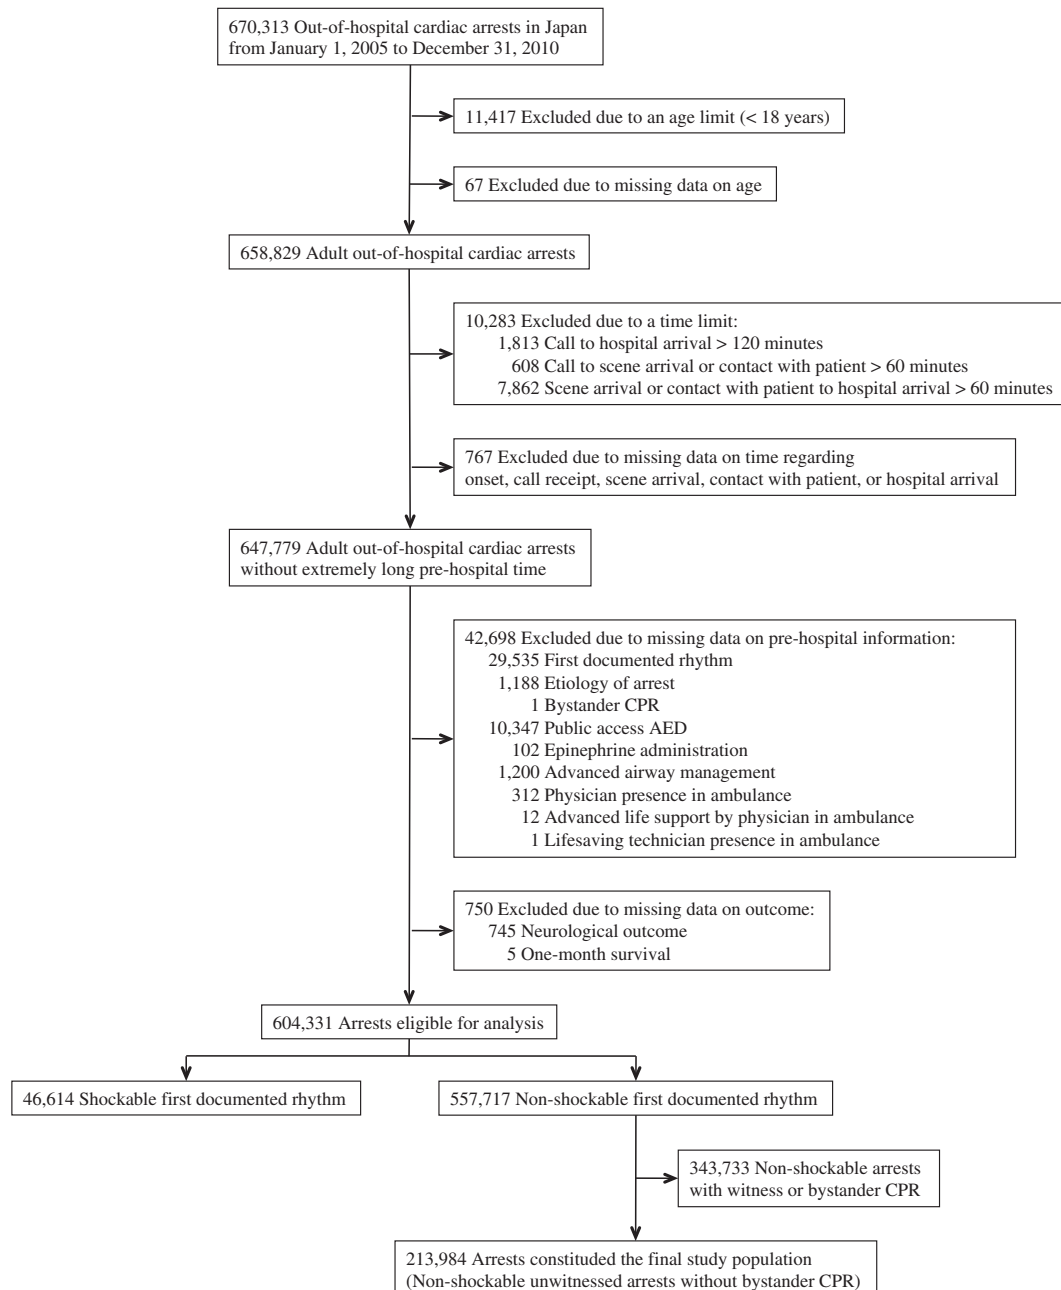 670,313 Out-of-hospital cardiac arrests in Japan
from January 1, 2005 to December 31, 2010
11,417 Excluded due to an age limit (< 18 years)
67 Excluded due to missing data on age
658,829 Adult out-of-hospital cardiac arrests
10,283 Excluded due to a time limit:
1,813 Call to hospital arrival > 120 minutes
608 Call to scene arrival or contact with patient > 60 minutes
7,862 Scene arrival or contact with patient to hospital arrival > 60 minutes
767 Excluded due to missing data on time regarding
onset, call receipt, scene arrival, contact with patient, or hospital arrival
647,779 Adult out-of-hospital cardiac arrests
without extremely long pre-hospital time
42,698 Excluded due to missing data on pre-hospital information:
29,535 First documented rhythm
1,188 Etiology of arrest
1 Bystander CPR
10,347 Public access AED
102 Epinephrine administration
1,200 Advanced airway management
312 Physician presence in ambulance
12 Advanced life support by physician in ambulance
1 Lifesaving technician presence in ambulance
750 Excluded due to missing data on outcome:
745 Neurological outcome
5 One-month survival
604,331 Arrests eligible for analysis
46,614 Shockable first documented rhythm
557,717 Non-shockable first documented rhythm
343,733 Non-shockable arrests
with witness or bystander CPR
213,984 Arrests constituded the final study population
(Non-shockable unwitnessed arrests without bystander CPR)